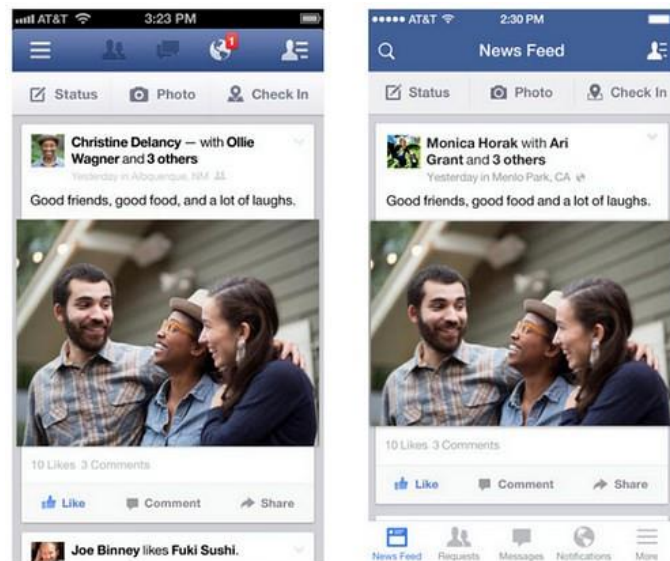 AT&T 3:23 PM
1
Status Photo Check In
Christine Delancy — with Ollie
Wagner and 3 others
Yesterday in Albuquerque, NM
Good friends, good food, and a lot of laughs.
10 Likes 3 Comments
Like Comment Share
Joe Binney likes Fuki Sushi.
AT&T 2:30 PM
News Feed
Status Photo Check In
Monica Horak with Ari
Grant and 3 others
Yesterday in Menlo Park, CA
Good friends, good food and a lot of laughs.
10 Likes 3 Comments
Like Comment Share
News Feed Requests Messages Notifications More